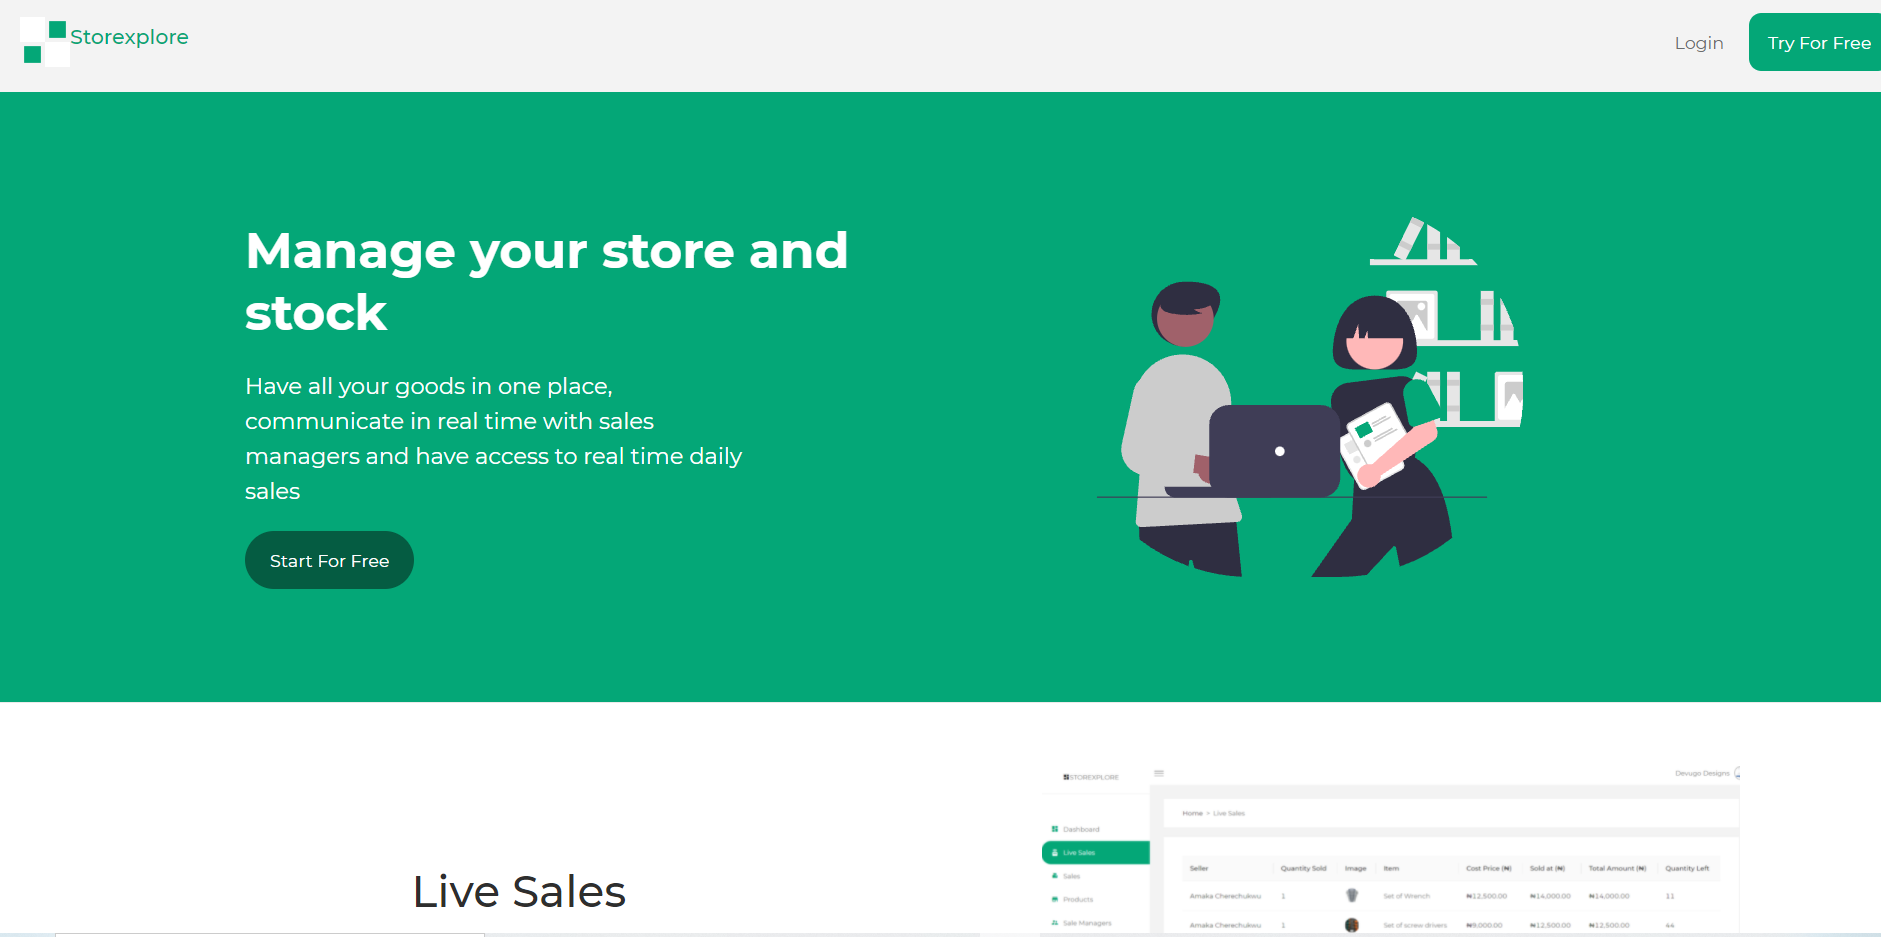 Storexplore
Login
Try For Free
Manage your store and
stock
Have all your goods in one place,
communicate in real time with sales
managers and have access to real time daily
sales
Start For Free
Live Sales
STOREXPLORE
Devugo Designs
Home > Live Sales
Dashboard
Live Sales
Sales
Products
Sale Managers
Seller Quantity Sold Image Item Cost Price (₦) Sold at (₦) Total Amount (₦) Quantity Left
Amaka Cherechukwu 1 Set of Wrench ₦12,500.00 ₦14,000.00 ₦14,000.00 11
Amaka Cherechukwu 1 Set of screw drivers ₦9,000.00 ₦12,500.00 ₦12,500.00 44